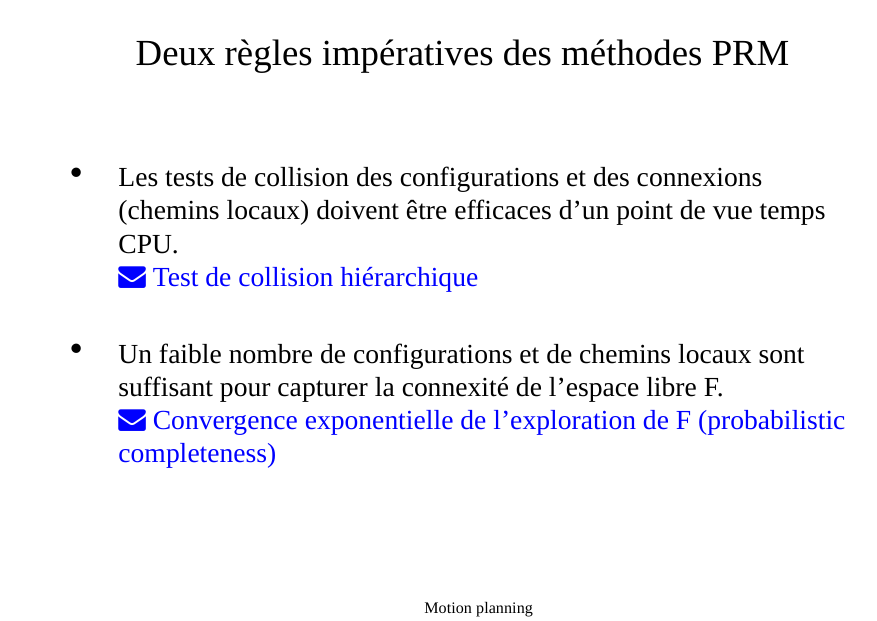 Deux règles impératives des méthodes PRM
• Les tests de collision des configurations et des connexions
(chemins locaux) doivent être efficaces d’un point de vue temps
CPU.
Test de collision hiérarchique
• Un faible nombre de configurations et de chemins locaux sont
suffisant pour capturer la connexité de l’espace libre F.
Convergence exponentielle de l’exploration de F (probabilistic
completeness)
Motion planning